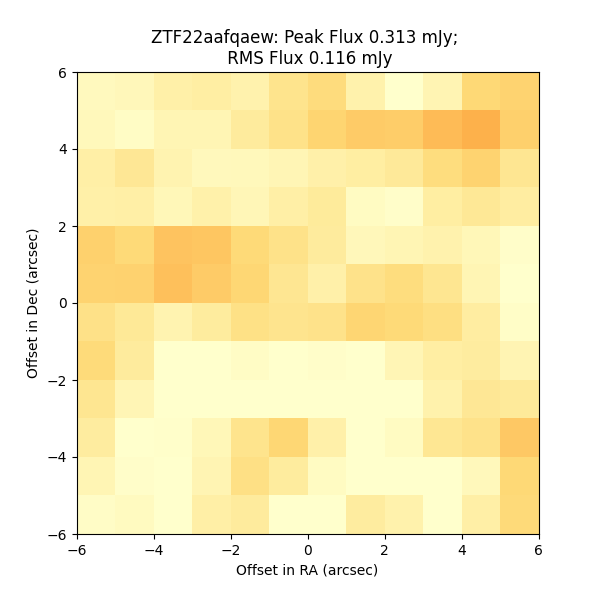 ZTF22aafqaew: Peak Flux 0.313 mJy;
RMS Flux 0.116 mJy
6
4
2
0
−2
−4
−6
Offset in Dec (arcsec)
−6 −4 −2 0 2 4 6
Offset in RA (arcsec)